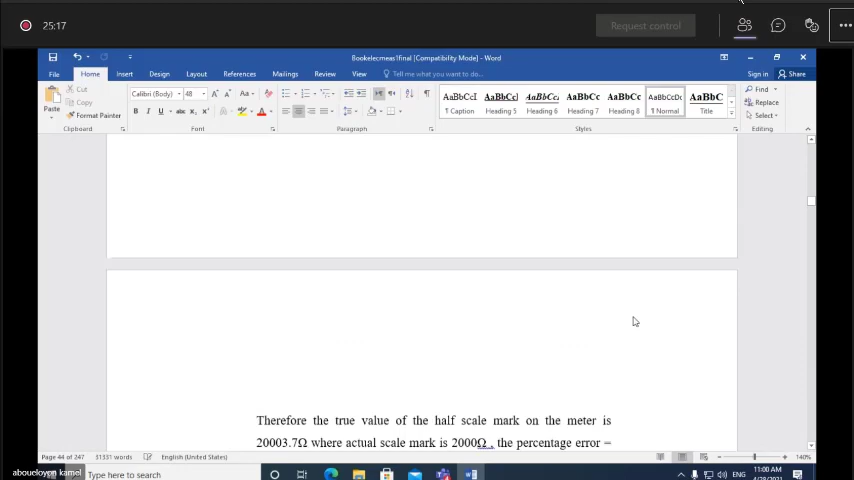 25:17
Request control
Bookelecmeas1final [Compatibility Mode] - Word
File Home Insert Design Layout References Mailings Review View Tell me what you want to do... Sign in Share
Paste
Cut
Copy
Format Painter
Clipboard
Calibri (Body) 48
Font
Paragraph
AaBbCcI AaBbCcl AaBbCc AaBbCc AaBbCc AaBbCcDc AaBbC
¶ Caption Heading 5 Heading 6 Heading 7 Heading 8 ¶ Normal Title
Styles
Find
Replace
Select
Editing
Therefore the true value of the half scale mark on the meter is
20003.7Ω where actual scale mark is 2000Ω , the percentage error =
Page 44 of 247 31331 words English (United States) 140%
aboueloyon kamel
Type here to search
ENG
11:00 AM